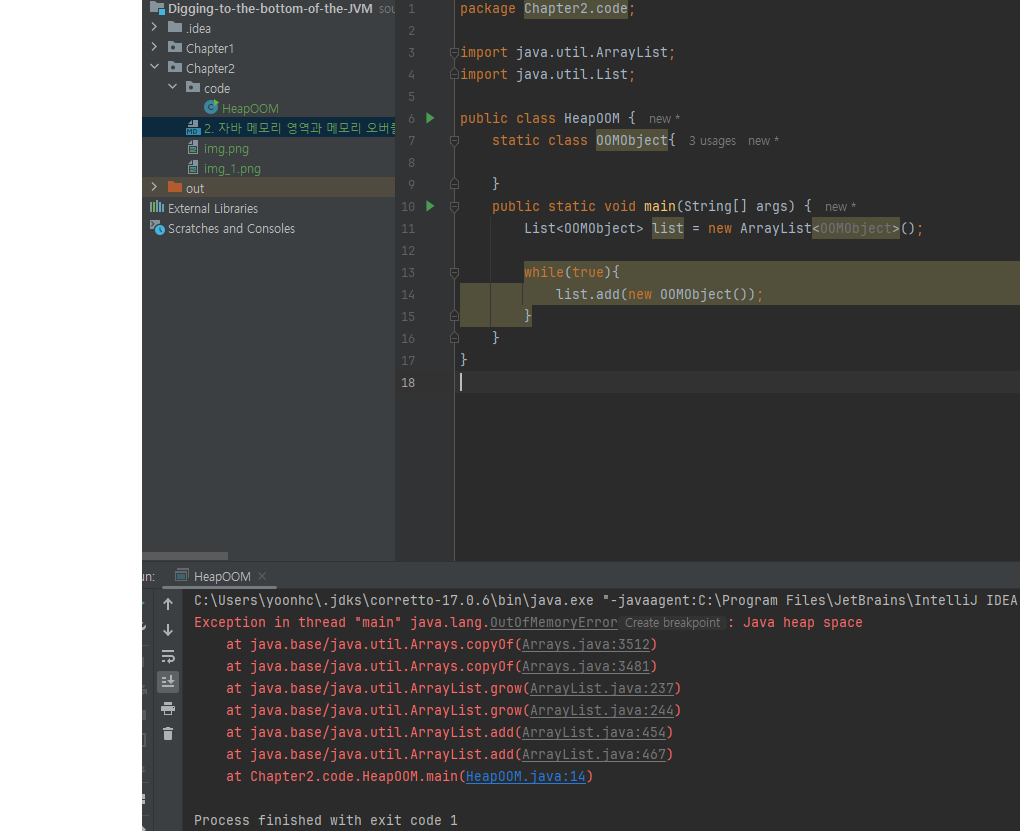 Digging-to-the-bottom-of-the-JVM sou
.idea
Chapter1
Chapter2
code
HeapOOM
2. 자바 메모리 영역과 메모리
img.png
img_1.png
out
External Libraries
Scratches and Consoles
1 package Chapter2.code;
2
3 import java.util.ArrayList;
4 import java.util.List;
5
6 public class HeapOOM { new *
7 static class OOMObject{ 3 usages new *
8
9 }
10 public static void main(String[] args) { new *
11 List<OOMObject> list = new ArrayList<OOMObject>();
12
13 while(true){
14 list.add(new OOMObject());
15 }
16 }
17 }
18
un: HeapOOM
C:\Users\yoonhc\.jdks\corretto-17.0.6\bin\java.exe "-javaagent:C:\Program Files\JetBrains\IntelliJ IDEA
Exception in thread "main" java.lang.OutOfMemoryError Create breakpoint : Java heap space
at java.base/java.util.Arrays.copyOf(Arrays.java:3512)
at java.base/java.util.Arrays.copyOf(Arrays.java:3481)
at java.base/java.util.ArrayList.grow(ArrayList.java:237)
at java.base/java.util.ArrayList.grow(ArrayList.java:244)
at java.base/java.util.ArrayList.add(ArrayList.java:454)
at java.base/java.util.ArrayList.add(ArrayList.java:467)
at Chapter2.code.HeapOOM.main(HeapOOM.java:14)
Process finished with exit code 1